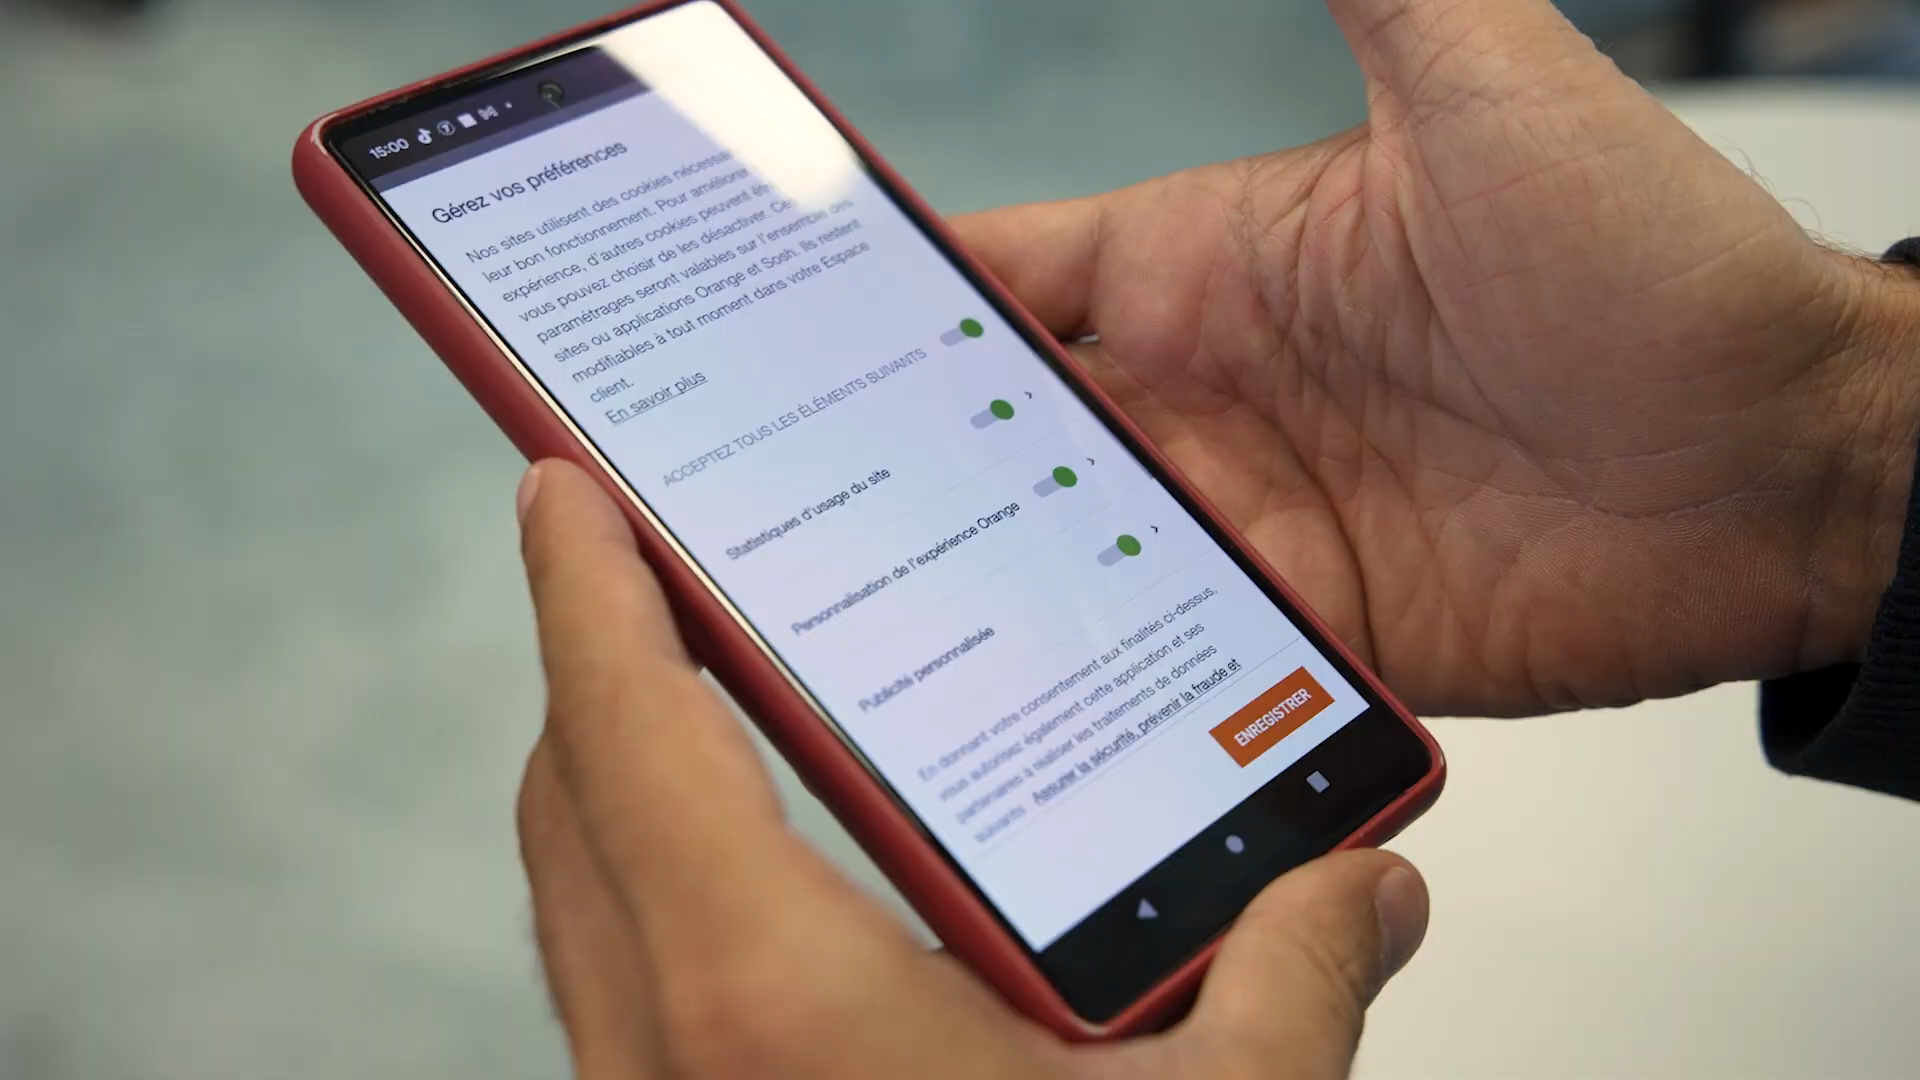 15:00
Gérez vos préférences
Nos sites utilisent des cookies
leur bon fonctionnement. Pour améliorer
expérience, d'autres cookies peuvent
vous pouvez choisir de les désactiver.
paramétrages seront valables sur l'ensemble des
sites ou applications Orange et Sosh. Ils restent
modifiables à tout moment dans votre Espace
client.
En savoir plus
ACCEPTEZ TOUS LES ÉLÉMENTS SUIVANTS
Statistiques d'usage du site
Personnalisation de l'expérience Orange
Publicité personnalisée
En donnant votre consentement aux finalités ci-dessus,
vous autorisez également cette application et ses
partenaires à réaliser les traitements de données
suivants : Assurer la sécurité, prévenir la fraude et
ENREGISTRER